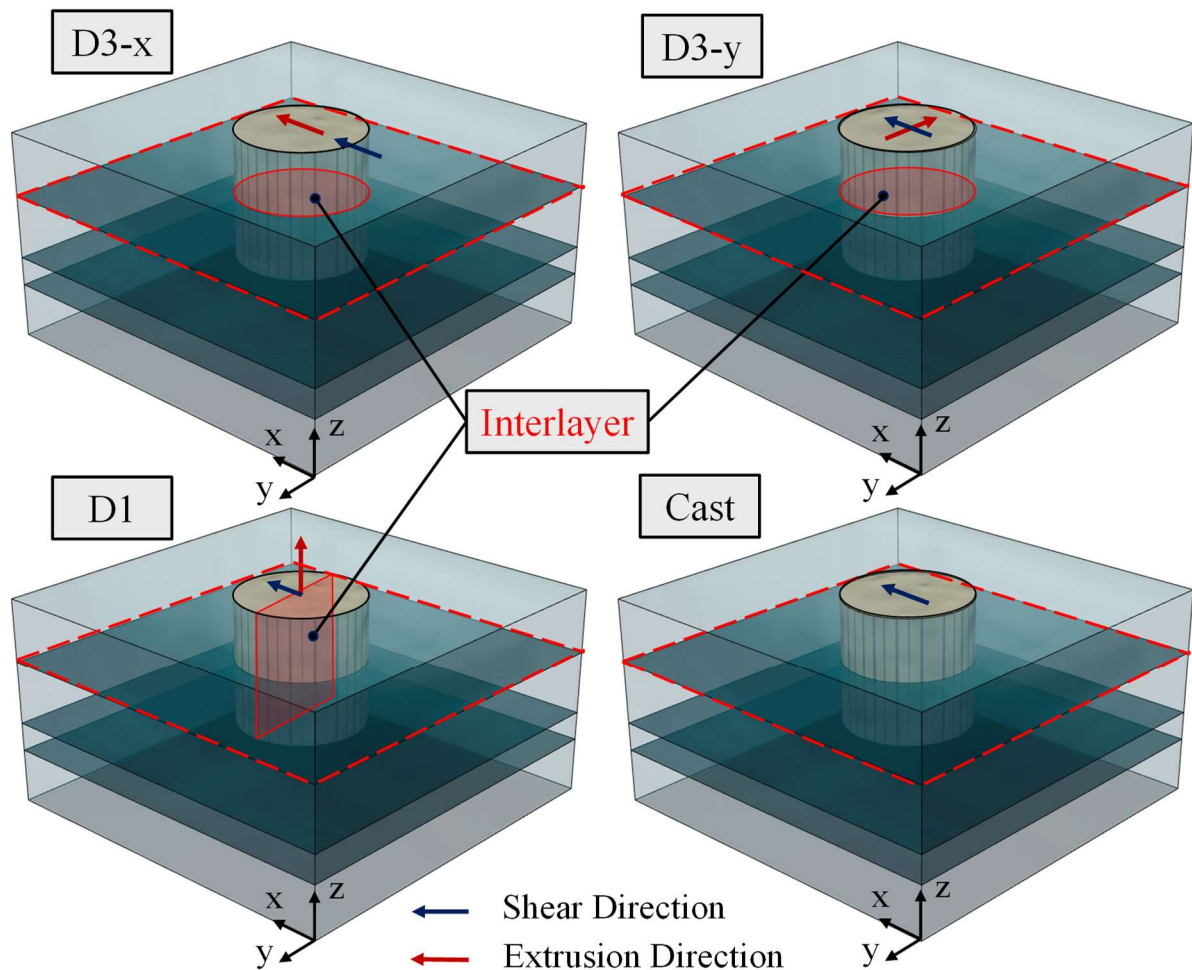 D3-x
D3-y
x
z
y
x
z
y
Interlayer
D1
Cast
x
z
y
x
z
y
Shear Direction
Extrusion Direction